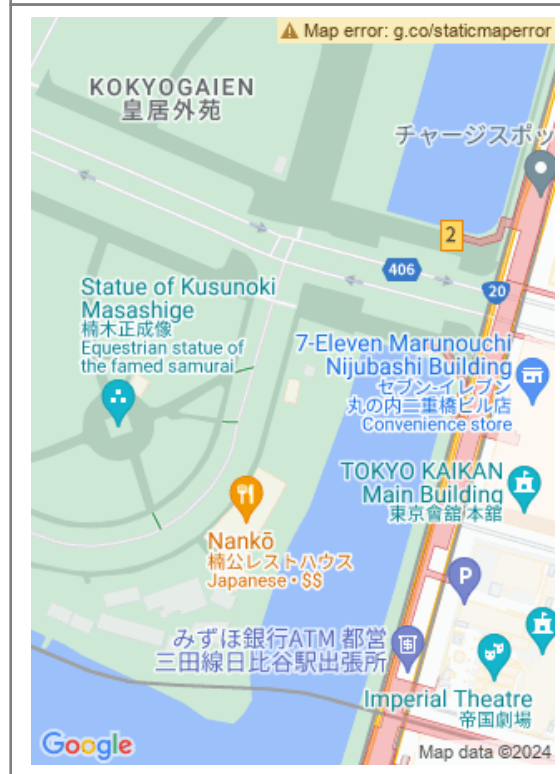 Map error: g.co/staticmaperror
KOKYOGAIEN
皇居外苑
チャージスポッ
2
406
20
Statue of Kusunoki
Masashige
楠木正成像
Equestrian statue of
the famed samurai
7-Eleven Marunouchi
Nijubashi Building
セブン-イレブン
丸の内二重橋ビル店
Convenience store
TOKYO KAIKAN
Main Building
東京會舘 本舘
Nankō
楠公レストハウス
Japanese • $$
P
みずほ銀行ATM 都営
三田線日比谷駅出張所
Imperial Theatre
帝国劇場
Google
Map data ©2024